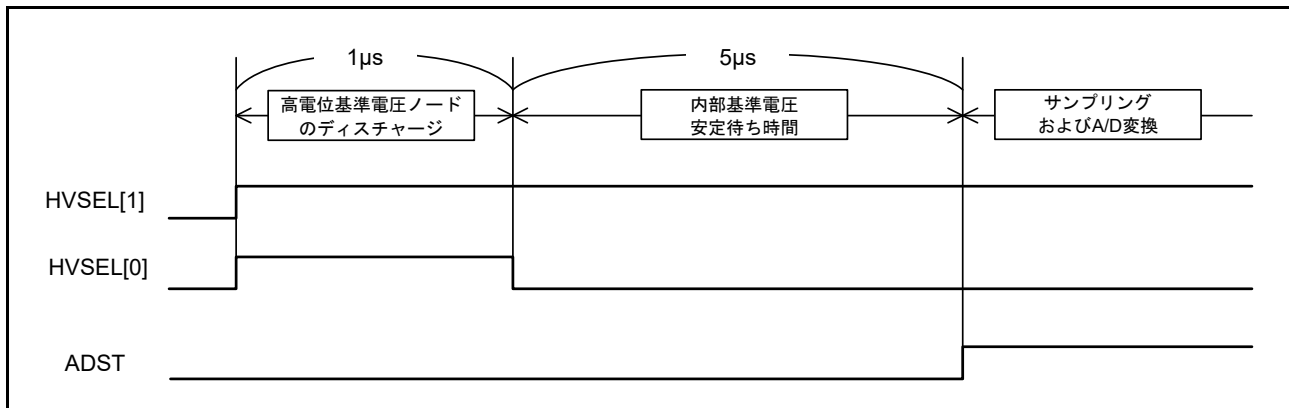 1µs
5µs
高電位基準電圧ノード
のディスチャージ
内部基準電圧
安定待ち時間
サンプリング
およびA/D変換
HVSEL[1]
HVSEL[0]
ADST